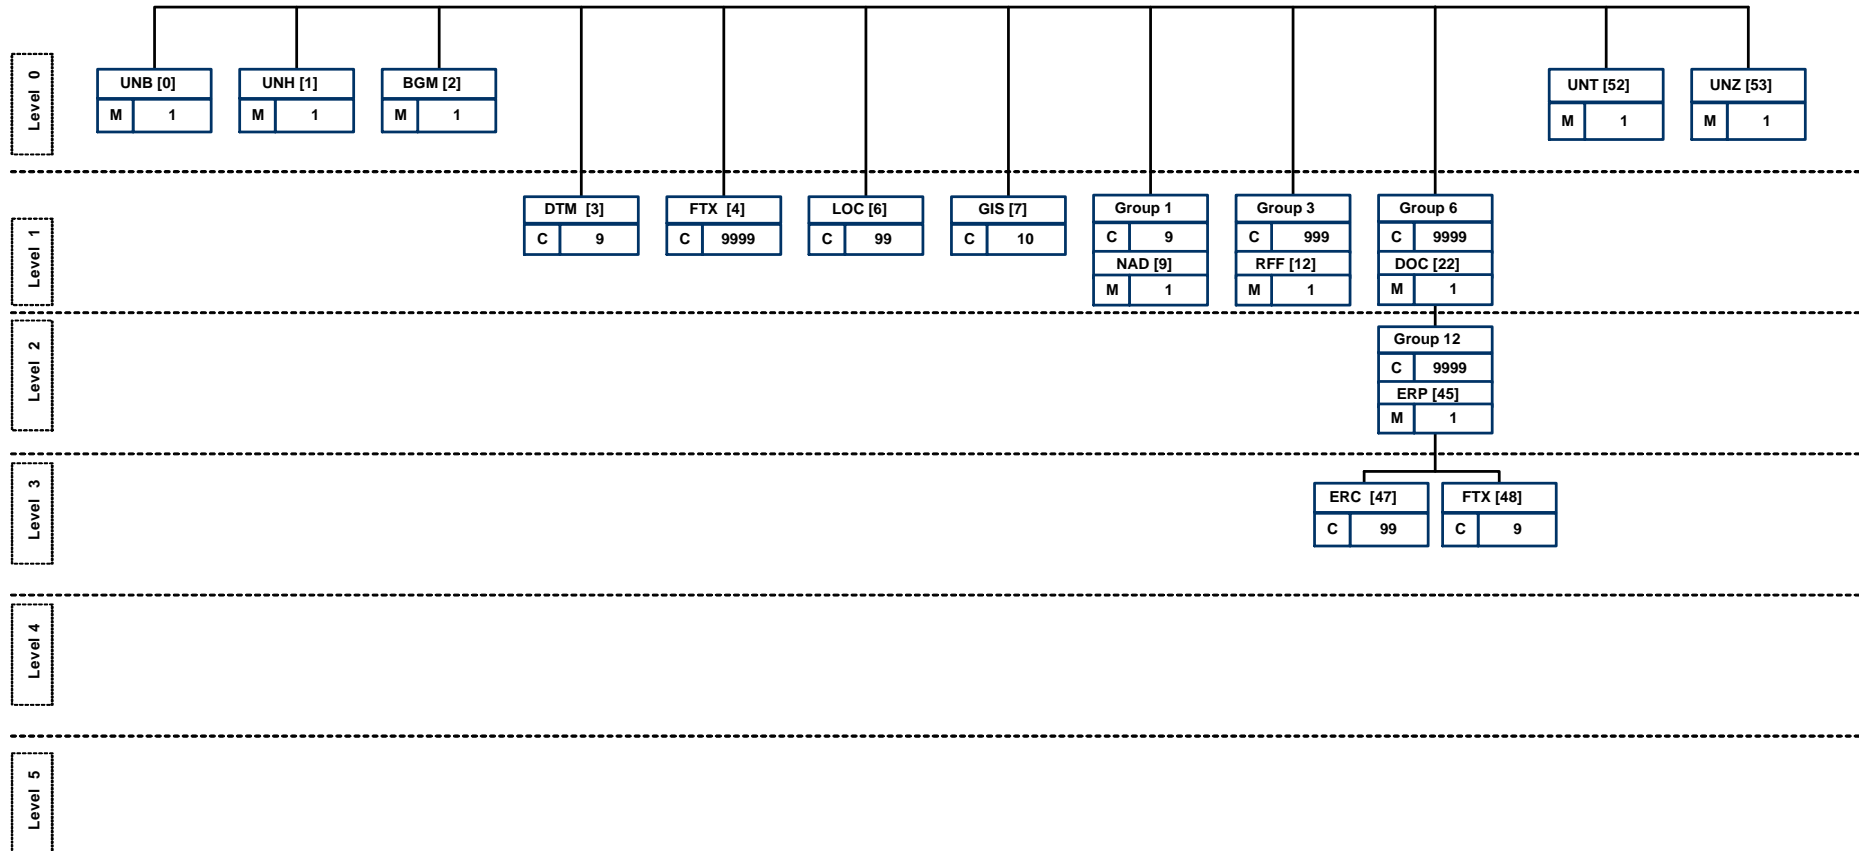 Level 0
UNB [0]
M 1
UNH [1]
M 1
BGM [2]
M 1
UNT [52]
M 1
UNZ [53]
M 1
Level 1
DTM [3]
C 9
FTX [4]
C 9999
LOC [6]
C 99
GIS [7]
C 10
Group 1
C 9
NAD [9]
M 1
Group 3
C 999
RFF [12]
M 1
Group 6
C 9999
DOC [22]
M 1
Level 2
Group 12
C 9999
ERP [45]
M 1
Level 3
ERC [47]
C 99
FTX [48]
C 9
Level 4
Level 5